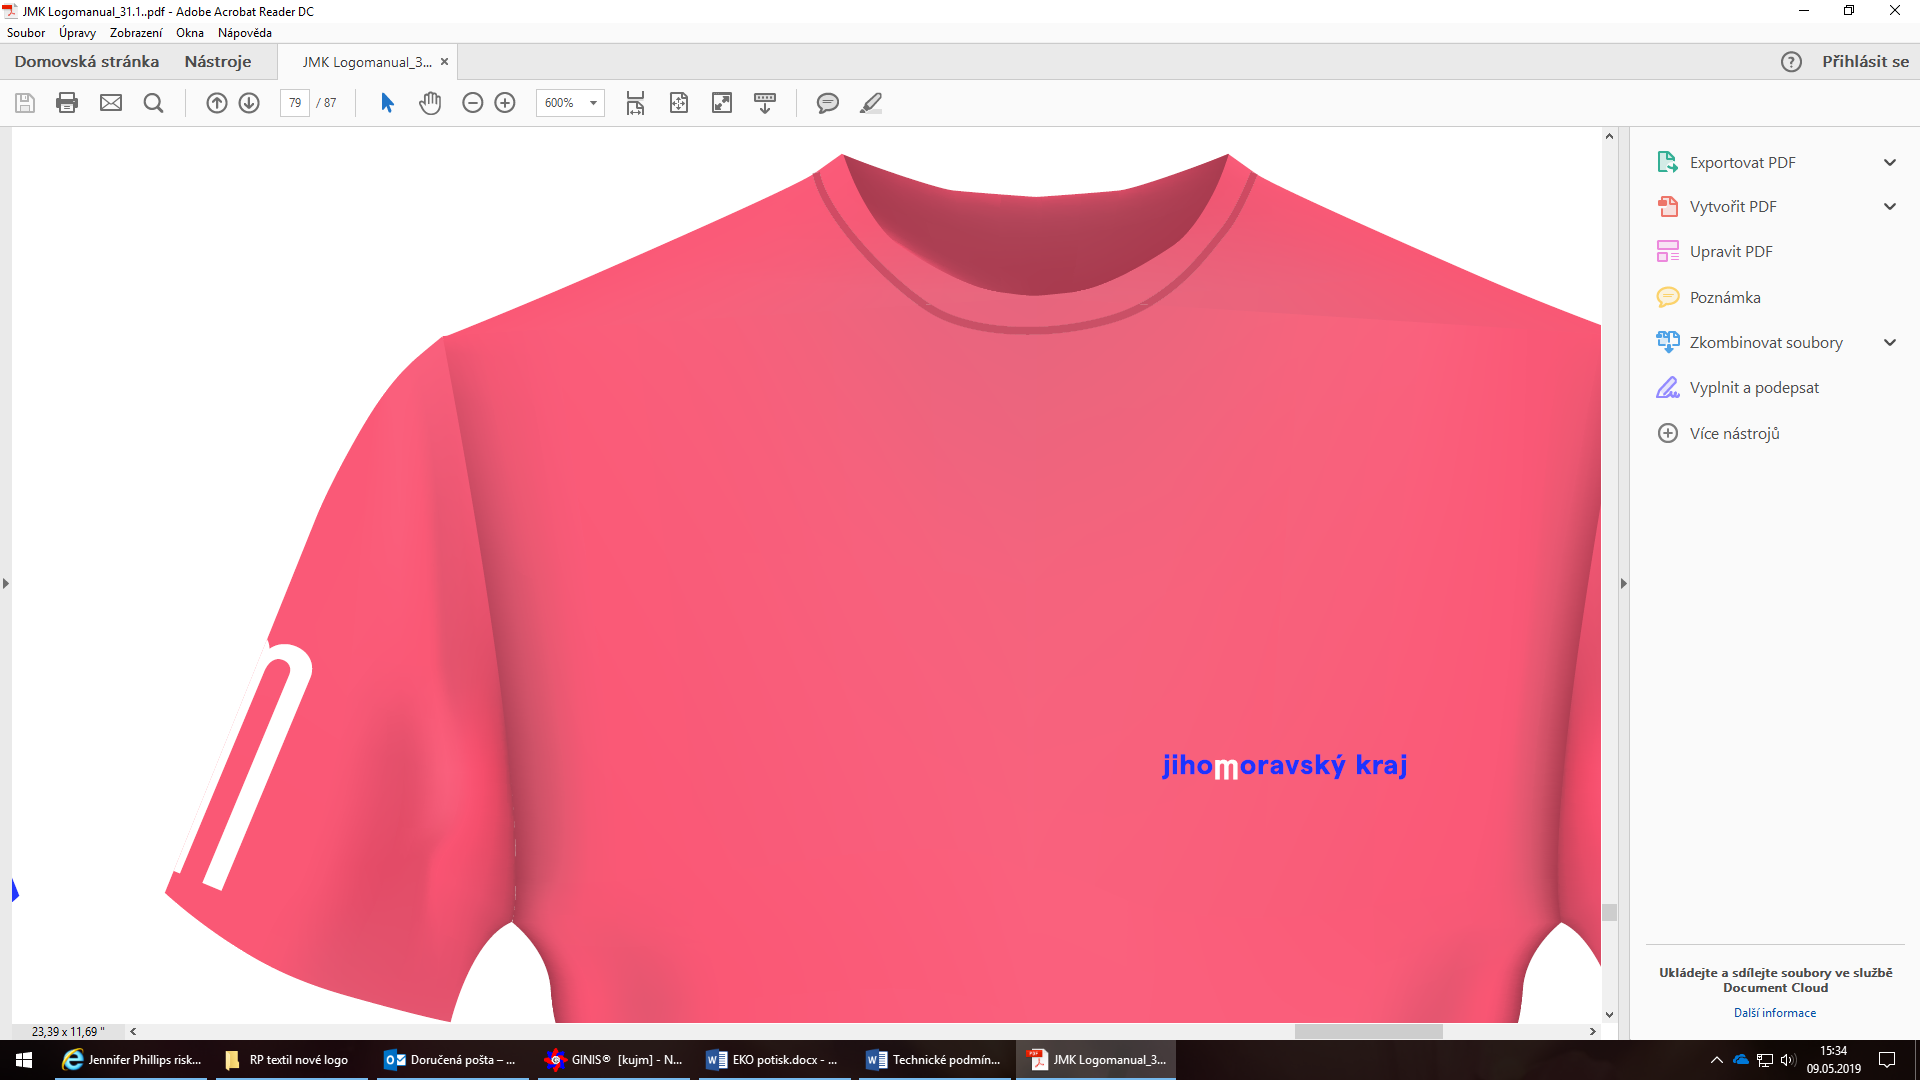 JMK Logomanual_31.1..pdf - Adobe Acrobat Reader DC
Soubor Úpravy Zobrazení Okna Nápověda
Domovská stránka Nástroje JMK Logomanual_3... × Přihlásit se
79 / 87 600%
Exportovat PDF
Vytvořit PDF
Upravit PDF
Poznámka
Zkombinovat soubory
Vyplnit a podepsat
Více nástrojů
jihomoravský kraj
Ukládejte a sdílejte soubory ve službě
Document Cloud
Další informace
23,39 x 11,69 "
Jennifer Phillips risk... RP textil nové logo Doručená pošta – ... GINIS® [kujm] - N... EKO potisk.docx - ... Technické podmín... JMK Logomanual_3... 15:34
09.05.2019